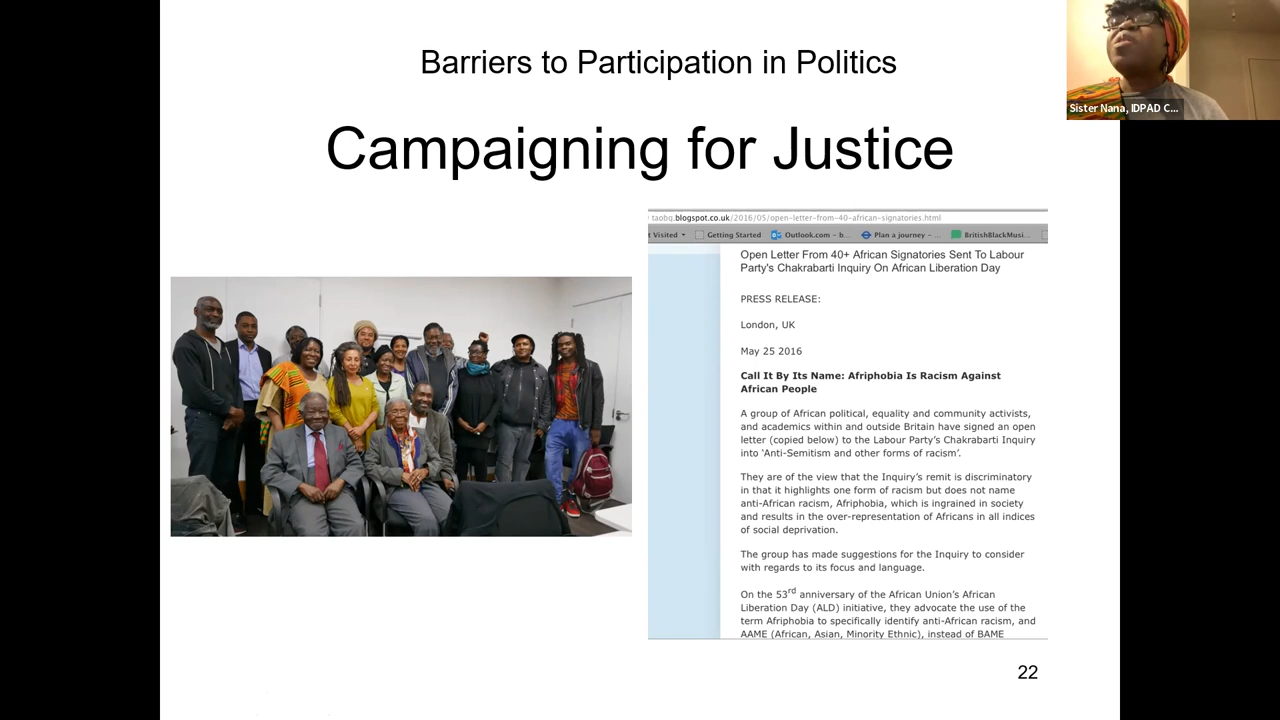 Barriers to Participation in Politics
Sister Nana, IDPAD C...
Campaigning for Justice
taobq.blogspot.co.uk/2016/05/open-letter-from-40-african-signatories.html
t Visited
Getting Started
Outlook.com – b...
Plan a journey – ...
BritishBlackMusi...
Open Letter From 40+ African Signatories Sent To Labour
Party's Chakrabarti Inquiry On African Liberation Day
PRESS RELEASE:
London, UK
May 25 2016
Call It By Its Name: Afriphobia Is Racism Against
African People
A group of African political, equality and community activists,
and academics within and outside Britain have signed an open
letter (copied below) to the Labour Party's Chakrabarti Inquiry
into 'Anti-Semitism and other forms of racism'.
They are of the view that the Inquiry's remit is discriminatory
in that it highlights one form of racism but does not name
anti-African racism, Afriphobia, which is ingrained in society
and results in the over-representation of Africans in all indices
of social deprivation.
The group has made suggestions for the Inquiry to consider
with regards to its focus and language.
On the 53rd anniversary of the African Union's African
Liberation Day (ALD) initiative, they advocate the use of the
term Afriphobia to specifically identify anti-African racism, and
AAME (African, Asian, Minority Ethnic), instead of BAME
22